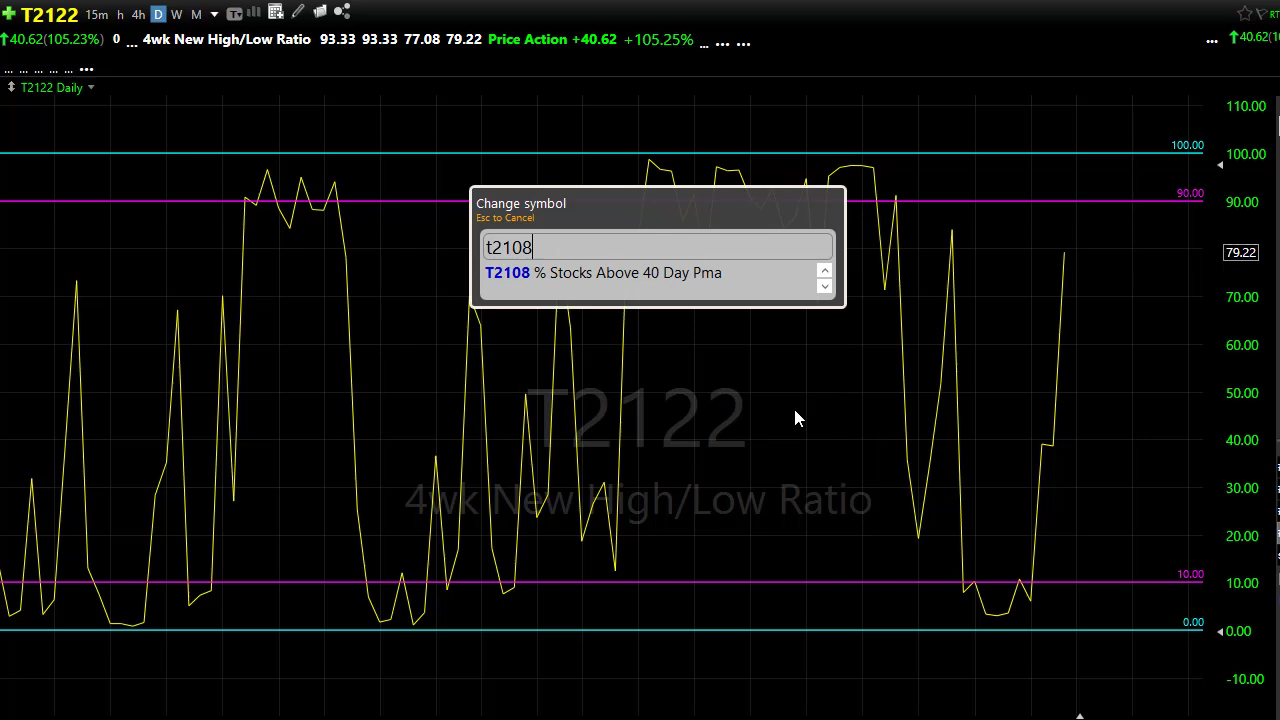 T2122 15m h 4h D W M T
40.62(105.23%) 0 ... 4wk New High/Low Ratio 93.33 93.33 77.08 79.22 Price Action +40.62 +105.25% ... ... ... ... 40.62(10
RT
... ... ... ... ... ...
T2122 Daily
110.00
100.00
100.00
90.00
90.00
79.22
70.00
60.00
50.00
40.00
30.00
20.00
10.00
10.00
0.00
0.00
-10.00
Change symbol
Esc to Cancel
t2108
T2108 % Stocks Above 40 Day Pma
T2122
4wk New High/Low Ratio